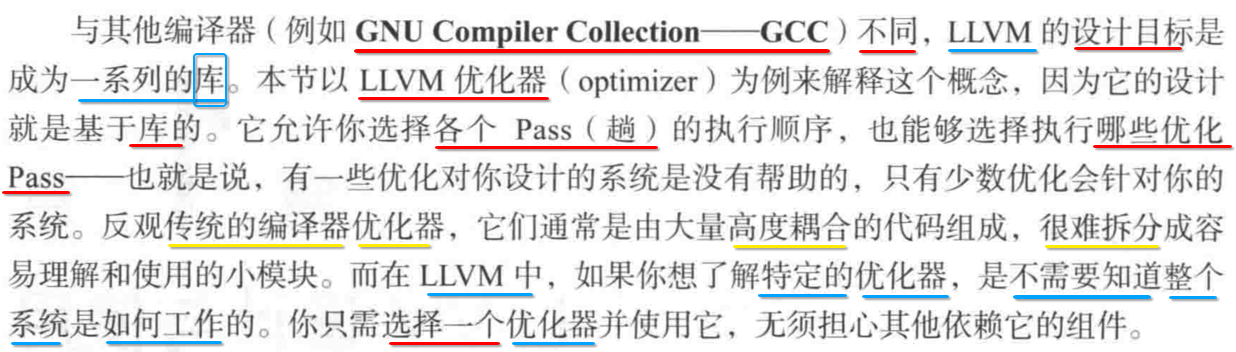 与其他编译器（例如 GNU Compiler Collection——GCC）不同，LLVM 的设计目标是
成为一系列的库。本节以 LLVM 优化器（optimizer）为例来解释这个概念，因为它的设计
就是基于库的。它允许你选择各个 Pass（趟）的执行顺序，也能够选择执行哪些优化
Pass——也就是说，有一些优化对你设计的系统是没有帮助的，只有少数优化会针对你的
系统。反观传统的编译器优化器，它们通常是由大量高度耦合的代码组成，很难拆分成容
易理解和使用的小模块。而在 LLVM 中，如果你想了解特定的优化器，是不需要知道整个
系统是如何工作的。你只需选择一个优化器并使用它，无须担心其他依赖它的组件。